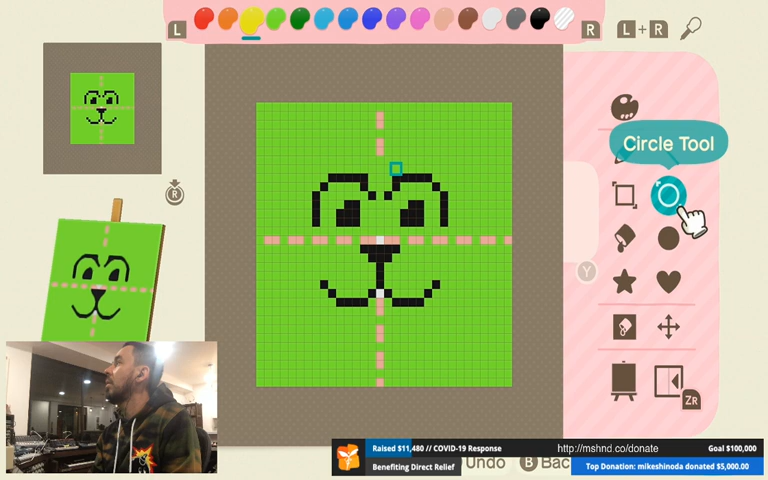 L
R
L + R
Circle Tool
R
Y
ZR
Raised $11,480 // COVID-19 Response
http://mshnd.co/donate
Goal $100,000
Benefiting Direct Relief
Undo
B Bac
Top Donation: mikeshinoda donated $5,000.00